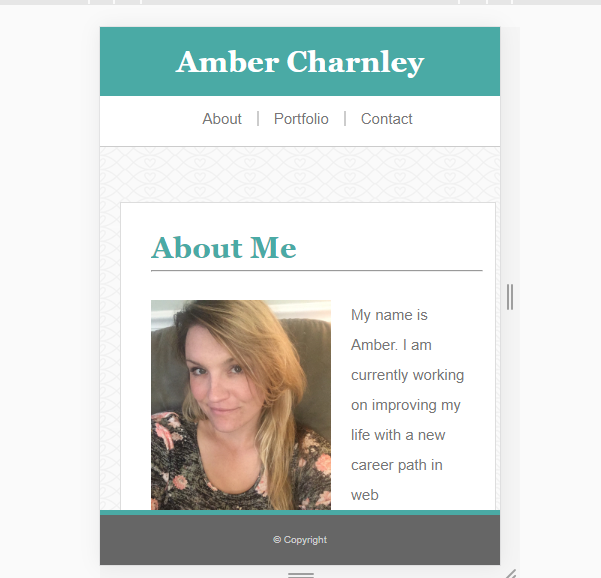 Amber Charnley
About | Portfolio | Contact
About Me
My name is
Amber. I am
currently working
on improving my
life with a new
career path in
web
© Copyright